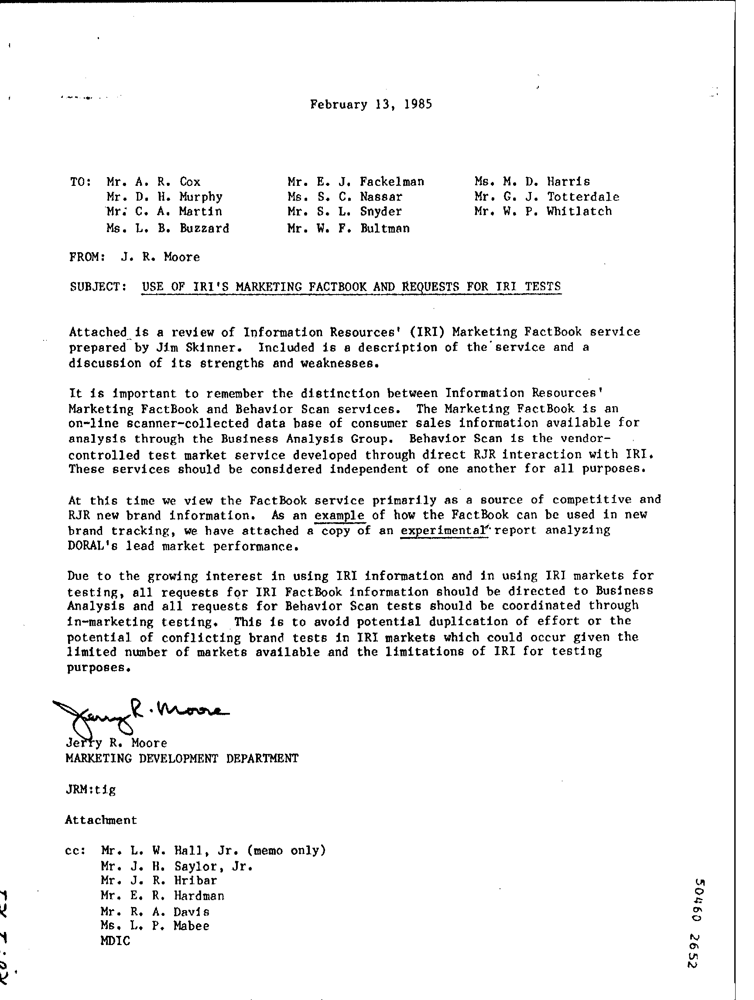 February 13, 1985
TO: Mr. A. R. Cox Mr. E. J. Fackelman Ms. M. D. Harris
Mr. D. H. Murphy Ms. S. C. Nassar Mr. G. J. Totterdale
Mr. C. A. Martin Mr. S. L. Snyder Mr. W. P. Whitlatch
Ms. L. B. Buzzard Mr. W. F. Bultman
FROM: J. R. Moore
SUBJECT: USE OF IRI'S MARKETING FACTBOOK AND REQUESTS FOR IRI TESTS
Attached is a review of Information Resources' (IRI) Marketing FactBook service
prepared by Jim Skinner. Included is a description of the service and a
discussion of its strengths and weaknesses.
It is important to remember the distinction between Information Resources'
Marketing FactBook and Behavior Scan services. The Marketing FactBook is an
on-line scanner-collected data base of consumer sales information available for
analysis through the Business Analysis Group. Behavior Scan is the vendor-
controlled test market service developed through direct RJR interaction with IRI.
These services should be considered independent of one another for all purposes.
At this time we view the FactBook service primarily as a source of competitive and
RJR new brand information. As an example of how the FactBook can be used in new
brand tracking, we have attached a copy of an experimental report analyzing
DORAL's lead market performance.
Due to the growing interest in using IRI information and in using IRI markets for
testing, all requests for IRI FactBook information should be directed to Business
Analysis and all requests for Behavior Scan tests should be coordinated through
in-marketing testing. This is to avoid potential duplication of effort or the
potential of conflicting brand tests in IRI markets which could occur given the
limited number of markets available and the limitations of IRI for testing
purposes.
Jerry R. Moore
Jerry R. Moore
MARKETING DEVELOPMENT DEPARTMENT
JRM:tig
Attachment
cc: Mr. L. W. Hall, Jr. (memo only)
Mr. J. H. Saylor, Jr.
Mr. J. R. Hribar
Mr. E. R. Hardman
Mr. R. A. Davis
Ms. L. P. Mabee
MDIC
50460 2652